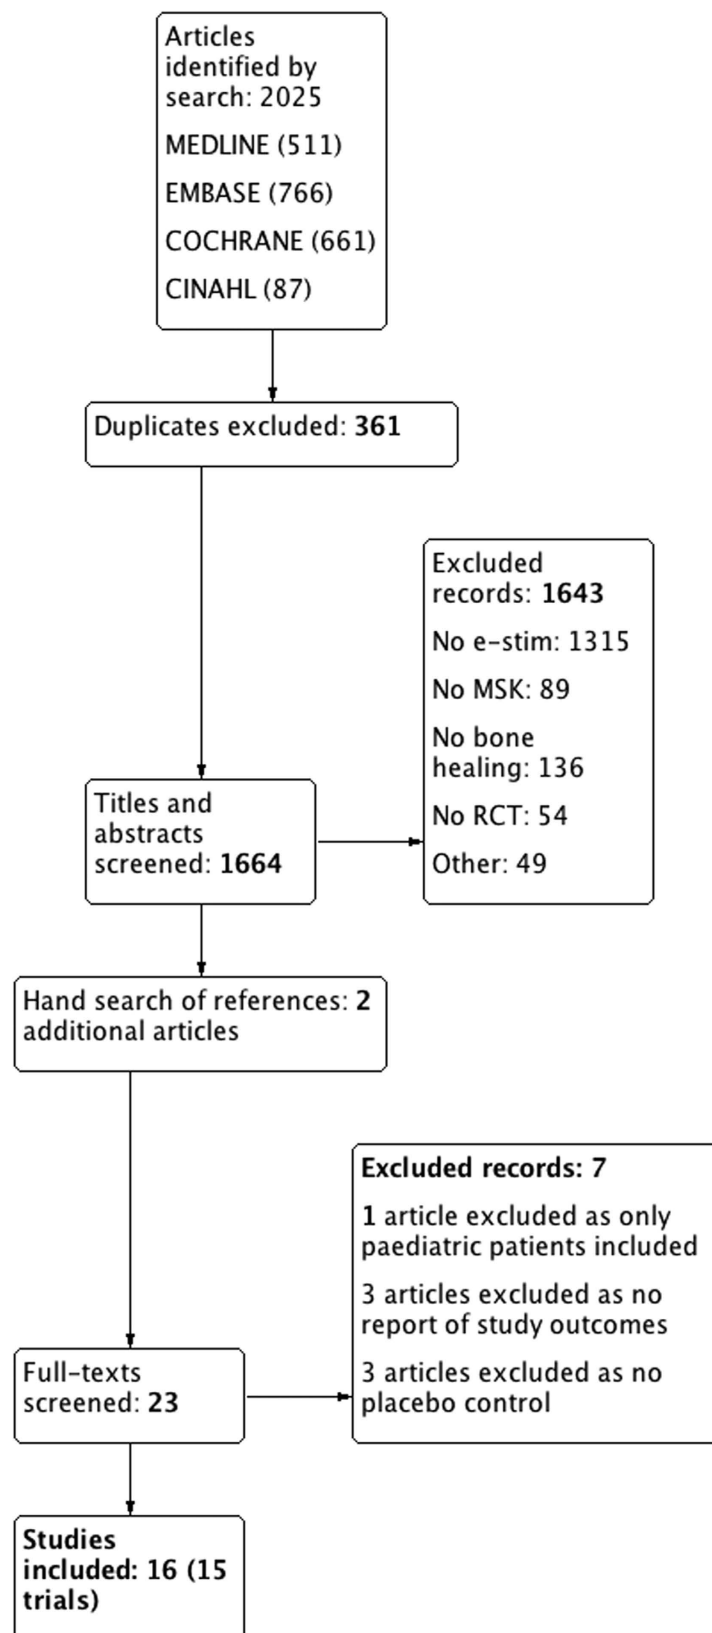 Articles
identified by
search: 2025
MEDLINE (511)
EMBASE (766)
COCHRANE (661)
CINAHL (87)
Duplicates excluded: 361
Excluded
records: 1643
No e-stim: 1315
No MSK: 89
No bone
healing: 136
No RCT: 54
Other: 49
Titles and
abstracts
screened: 1664
Hand search of references: 2
additional articles
Excluded records: 7
1 article excluded as only
paediatric patients included
3 articles excluded as no
report of study outcomes
3 articles excluded as no
placebo control
Full-texts
screened: 23
Studies
included: 16 (15
trials)